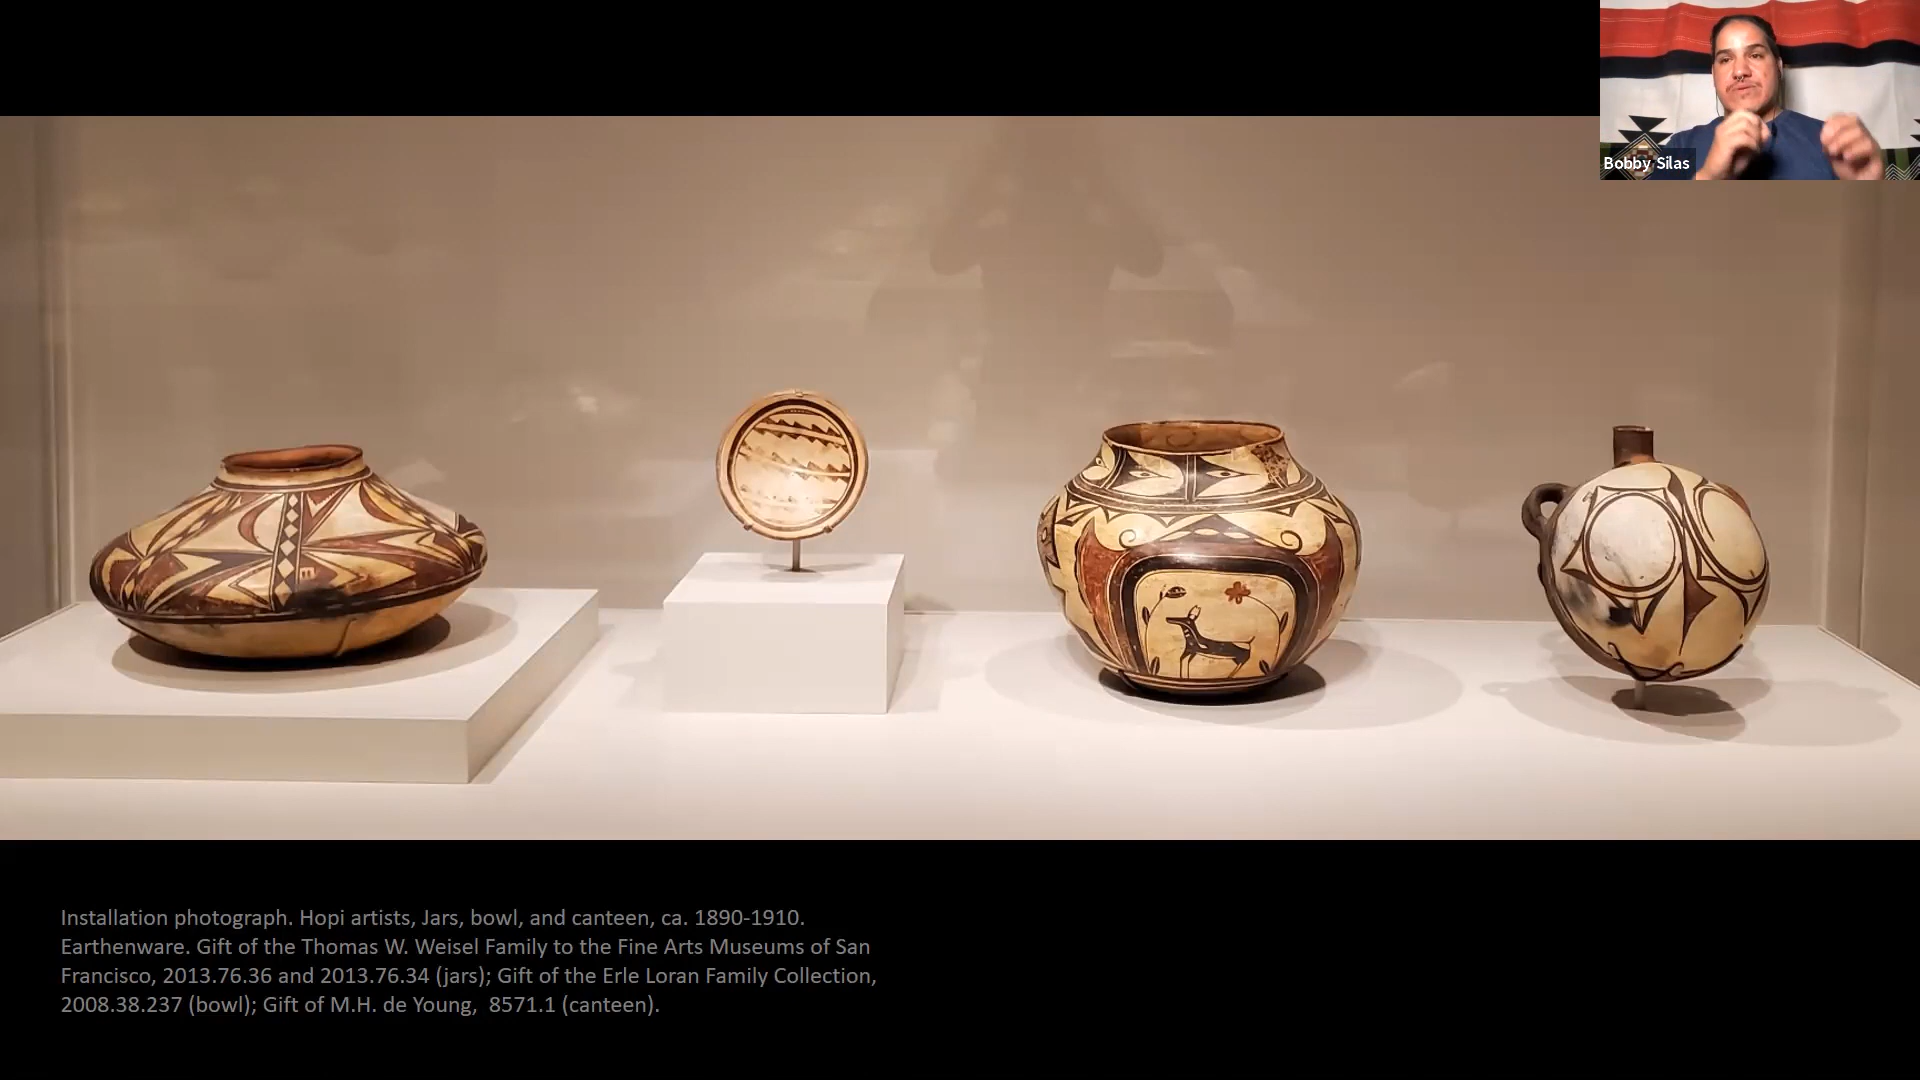 Bobby Silas
Installation photograph. Hopi artists, Jars, bowl, and canteen, ca. 1890-1910.
Earthenware. Gift of the Thomas W. Weisel Family to the Fine Arts Museums of San
Francisco, 2013.76.36 and 2013.76.34 (jars); Gift of the Erle Loran Family Collection,
2008.38.237 (bowl); Gift of M.H. de Young,  8571.1 (canteen).